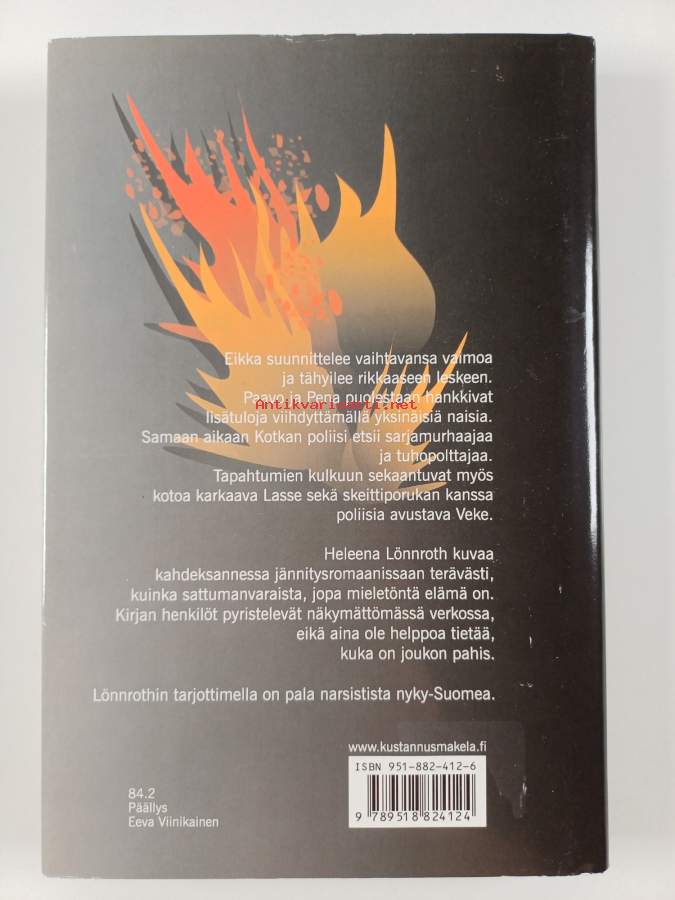 Eikka suunnittelee vaihtavansa vaimoa
ja tähyilee rikkaaseen leskeen.
Paavo ja Pena puolestaan hankkivat
Antikvariaatti.net
lisätuloja viihdyttämällä yksinäisiä naisia.
Samaan aikaan Kotkan poliisi etsii sarjamurhaajaa
ja tuhopolttajaa.
Tapahtumien kulkuun sekaantuvat myös
kotoa karkaava Lasse sekä skeittiporukan kanssa
poliisia avustava Veke.
Heleena Lönnroth kuvaa
kahdeksannessa jännitysromaanissaan terävästi,
kuinka sattumanvaraista, jopa mieletöntä elämä on.
Kirjan henkilöt pyristelevät näkymättömässä verkossa,
eikä aina ole helppoa tietää,
kuka on joukon pahis.
Lönnrothin tarjottimella on pala narsistista nyky-Suomea.
www.kustannusmakela.fi
ISBN 951-882-412-6
9 789518 824124
84.2
Päällys
Eeva Viinikainen